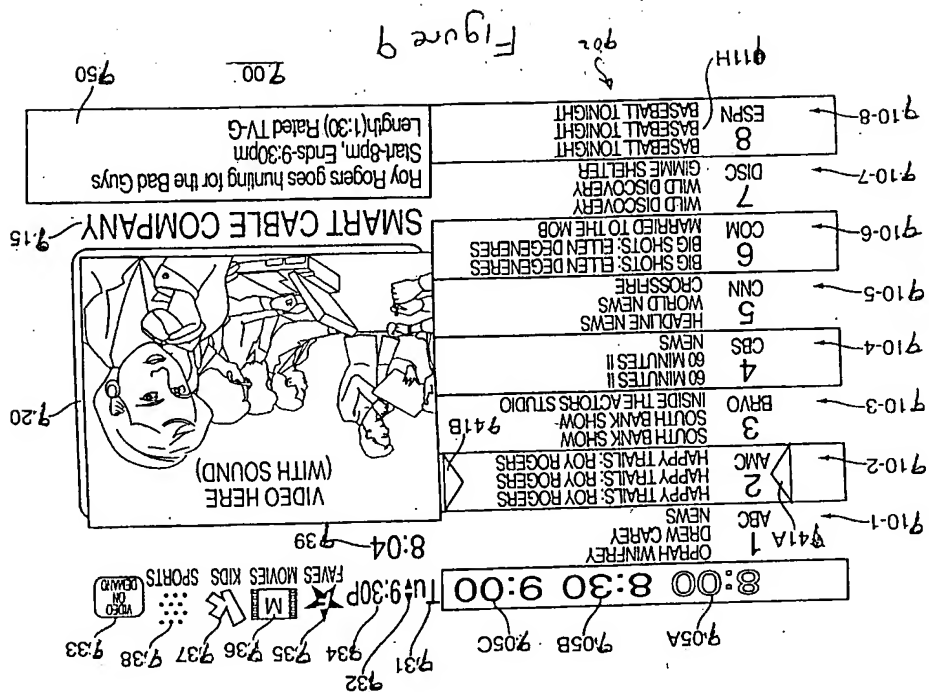 905A 905B 905C 931 932 934 935 936 937 938 933
8:00 8:30 9:00
Tu 9:30P
FAVES MOVIES KIDS SPORTS
M
VIDEO
ON
DEMAND
8:04 939
910-1
941A
1
ABC
OPRAH WINFREY
DREW CAREY
NEWS
910-2
2
AMC
HAPPY TRAILS: ROY ROGERS
HAPPY TRAILS: ROY ROGERS
HAPPY TRAILS: ROY ROGERS
941B
910-3
3
BRVO
SOUTH BANK SHOW
SOUTH BANK SHOW
INSIDE THE ACTORS STUDIO
910-4
4
CBS
60 MINUTES II
60 MINUTES II
NEWS
910-5
5
CNN
HEADLINE NEWS
WORLD NEWS
CROSSFIRE
910-6
6
COM
BIG SHOTS: ELLEN DEGENERES
BIG SHOTS: ELLEN DEGENERES
MARRIED TO THE MOB
910-7
7
DISC
WILD DISCOVERY
WILD DISCOVERY
GIMME SHELTER
910-8
8
ESPN
BASEBALL TONIGHT
BASEBALL TONIGHT
BASEBALL TONIGHT
911H
902
VIDEO HERE
(WITH SOUND)
920
SMART CABLE COMPANY 915
Roy Rogers goes hunting for the Bad Guys
Start-8pm, Ends-9:30pm
Length(1:30) Rated TV-G
950
900
Figure 9